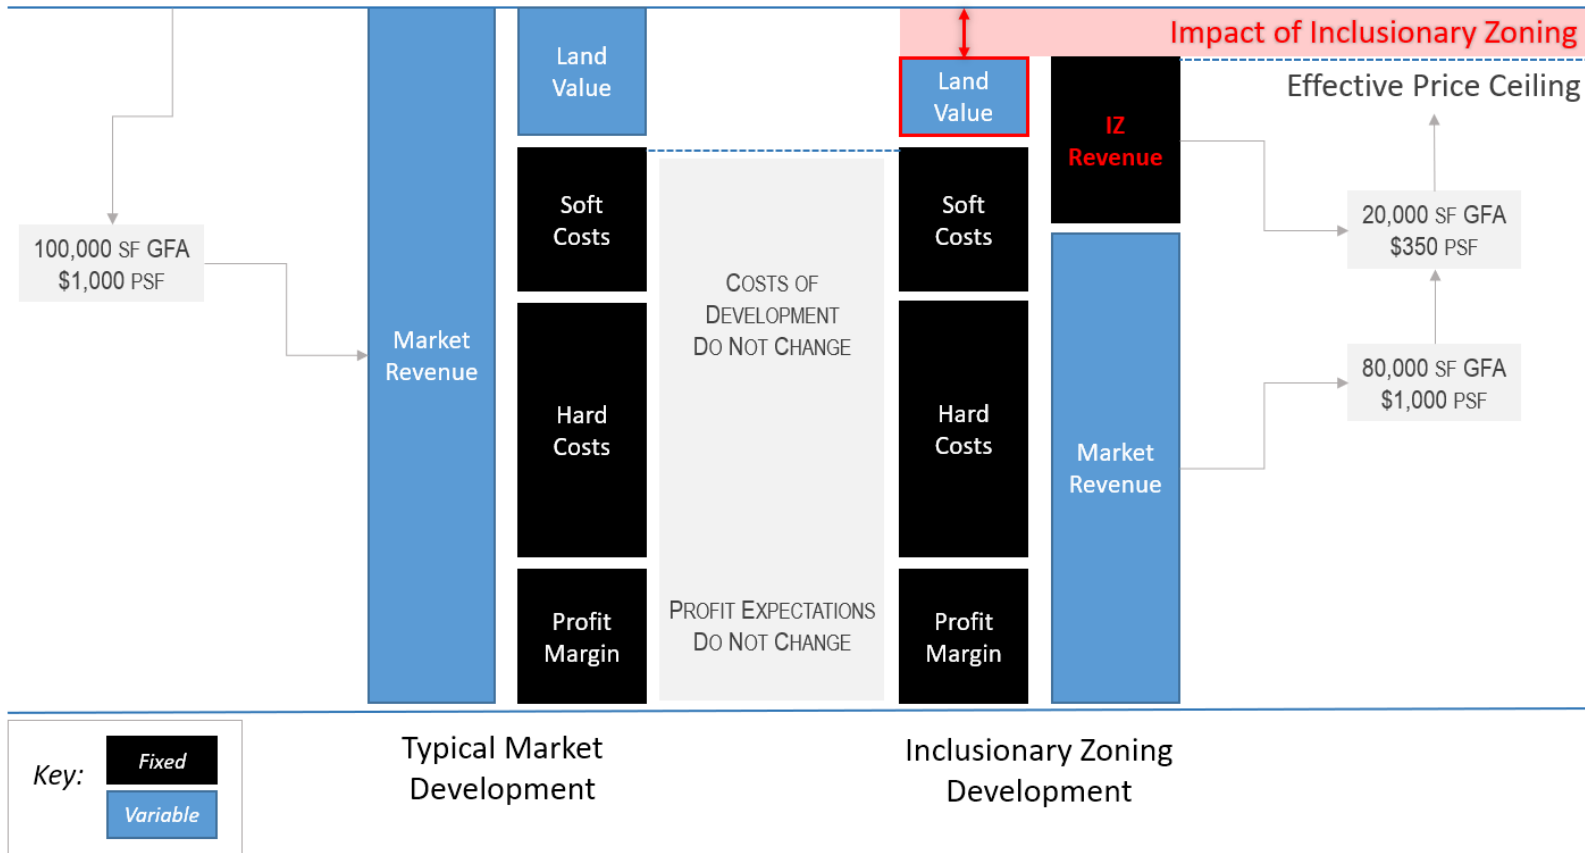 Impact of Inclusionary Zoning
Effective Price Ceiling
100,000 SF GFA
$1,000 PSF
Market
Revenue
Land
Value
Soft
Costs
Hard
Costs
Profit
Margin
COSTS OF
DEVELOPMENT
DO NOT CHANGE
PROFIT EXPECTATIONS
DO NOT CHANGE
Land
Value
Soft
Costs
Hard
Costs
Profit
Margin
IZ
Revenue
Market
Revenue
20,000 SF GFA
$350 PSF
80,000 SF GFA
$1,000 PSF
Typical Market
Development
Inclusionary Zoning
Development
Key:
Fixed
Variable